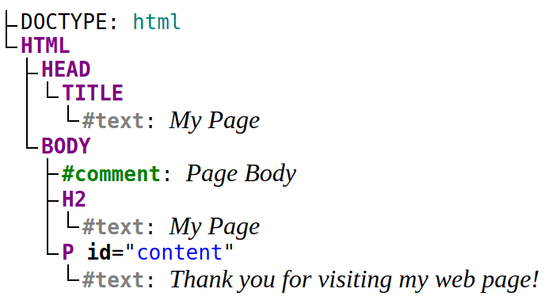 DOCTYPE: html
HTML
HEAD
TITLE
#text: My Page
BODY
#comment: Page Body
H2
#text: My Page
P id="content"
#text: Thank you for visiting my web page!